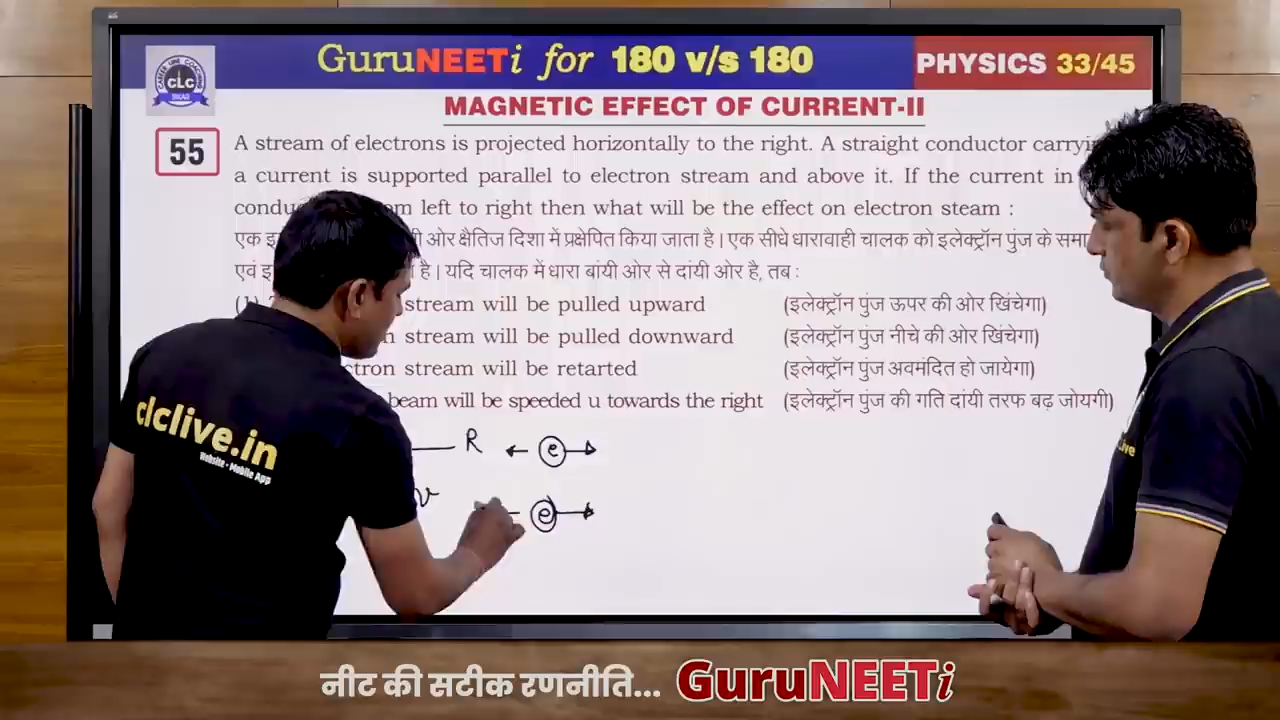 GuruNEETi for 180 v/s 180
PHYSICS 33/45
CLC
MAGNETIC EFFECT OF CURRENT-II
55
A stream of electrons is projected horizontally to the right. A straight conductor
a current is supported parallel to electron stream and above it. If the current in
from left to right then what will be the effect on electron steam :
एक की ओर क्षैतिज दिशा में प्रक्षेपित किया जाता है। एक सीधे धारावाही चालक को इलेक्ट्रॉन पुंज के
एवं है। यदि चालक में धारा बांयी ओर से दांयी ओर है, तब :
(1) stream will be pulled upward (इलेक्ट्रॉन पुंज ऊपर की ओर खिंचेगा)
stream will be pulled downward (इलेक्ट्रॉन पुंज नीचे की ओर खिंचेगा)
stream will be retarted (इलेक्ट्रॉन पुंज अवमंदित हो जायेगा)
beam will be speeded u towards the right (इलेक्ट्रॉन पुंज की गति दांयी तरफ बढ़ जोयगी)
R e
v e
clclive.in
Website - Mobile App
नीट की सटीक रणनीति... GuruNEETi